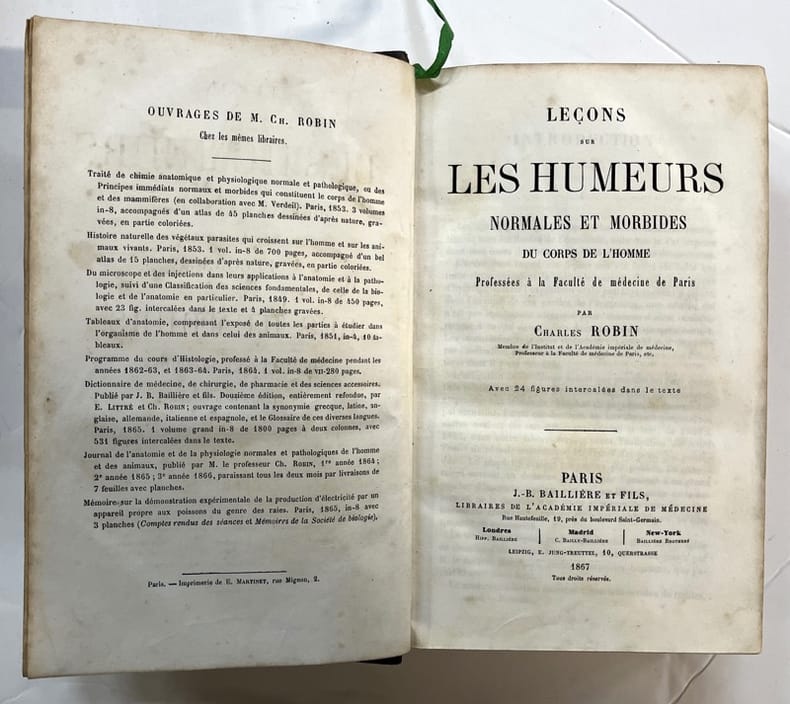 OUVRAGES DE M. CH. ROBIN
Chez les mêmes libraires.
Traité de chimie anatomique et physiologique normale et pathologique, ou des
Principes immédiats normaux et morbides qui constituent le corps de l'homme
et des mammifères (en collaboration avec M. Verdeil). Paris, 1853. 3 volumes
in-8, accompagnés d'un atlas de 45 planches dessinées d'après nature, gra-
vées, en partie coloriées.
Histoire naturelle des végétaux parasites qui croissent sur l'homme et sur les ani-
maux vivants. Paris, 1853. 1 vol. in-8 de 700 pages, accompagné d'un bel
atlas de 15 planches, dessinées d'après nature, gravées, en partie coloriées.
Du microscope et des injections dans leurs applications à l'anatomie et à la patho-
logie, suivi d'une Classification des sciences fondamentales, de celle de la bio-
logie et de l'anatomie en particulier. Paris, 1849. 1 vol. in-8 de 450 pages,
avec 23 fig. intercalées dans le texte et 4 planches gravées.
Tableaux d'anatomie, comprenant l'exposé de toutes les parties à étudier dans
l'organisme de l'homme et dans celui des animaux. Paris, 1851, in-4, 10 ta-
bleaux.
Programme du cours d'Histologie, professé à la Faculté de médecine pendant les
années 1862-63, et 1863-64. Paris, 1864. 1 vol. in-8 de VII-280 pages.
Dictionnaire de médecine, de chirurgie, de pharmacie et des sciences accessoires.
Publié par J. B. Baillière et fils. Douzième édition, entièrement refondue, par
E. LITTRÉ et Ch. ROBIN; ouvrage contenant la synonymie grecque, latine, an-
glaise, allemande, italienne et espagnole, et le Glossaire de ces diverses langues.
Paris, 1865. 1 volume grand in-8 de 1800 pages à deux colonnes, avec
531 figures intercalées dans le texte.
Journal de l'anatomie et de la physiologie normales et pathologiques de l'homme
et des animaux, publié par M. le professeur Ch. ROBIN, 1re année 1864;
2e année 1865; 3e année 1866, paraissant tous les deux mois par livraisons de
7 feuilles avec planches.
Mémoire sur la démonstration expérimentale de la production d'électricité par un
appareil propre aux poissons du genre des raies. Paris, 1865, in-8 avec
3 planches (Comptes rendus des séances et Mémoires de la Société de biologie).
Paris. — Imprimerie de E. MARTINET, rue Mignon, 2.
LEÇONS
SUR
LES HUMEURS
NORMALES ET MORBIDES
DU CORPS DE L'HOMME
Professées à la Faculté de médecine de Paris
PAR
CHARLES ROBIN
Membre de l'Institut et de l'Académie impériale de médecine,
Professeur à la Faculté de médecine de Paris, etc.
Avec 24 figures intercalées dans le texte
PARIS
J.-B. BAILLIÈRE ET FILS,
LIBRAIRES DE L'ACADÉMIE IMPÉRIALE DE MÉDECINE
Rue Hautefeuille, 19, près du boulevard Saint-Germain.
Londres Madrid New-York
HIPP. BAILLIÈRE C. BAILLY-BAILLIÈRE BAILLIÈRE BROTHERS
LEIPZIG, E. JUNG-TREUTTEL, 10, QUERSTRASSE
1867
Tous droits réservés.